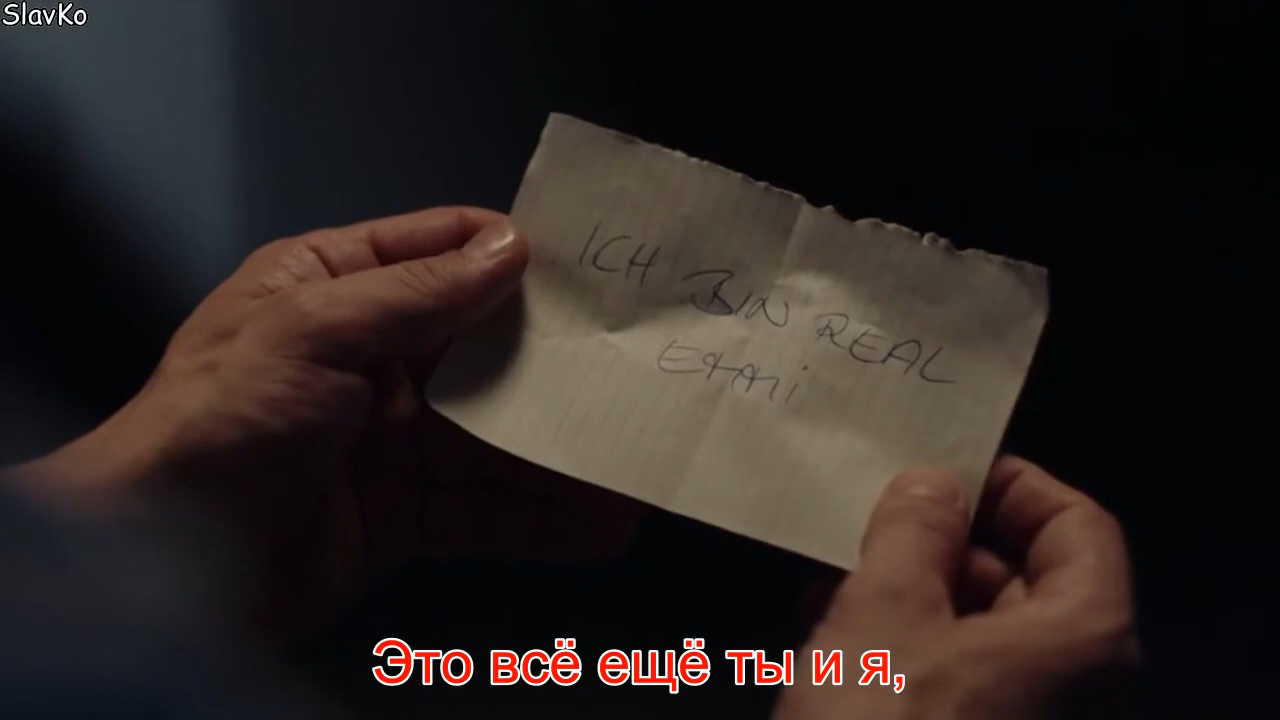 SlavKo
ICH BIN REAL
Это всё ещё ты и я,